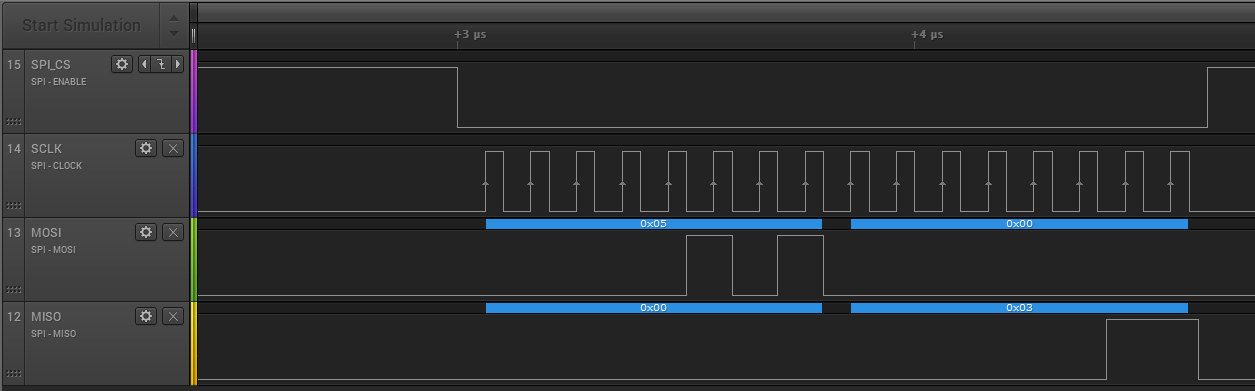 Start Simulation
+3 µs
+4 µs
15
SPI_CS
SPI - ENABLE
14
SCLK
SPI - CLOCK
0x05
0x00
13
MOSI
SPI - MOSI
0x00
0x03
12
MISO
SPI - MISO